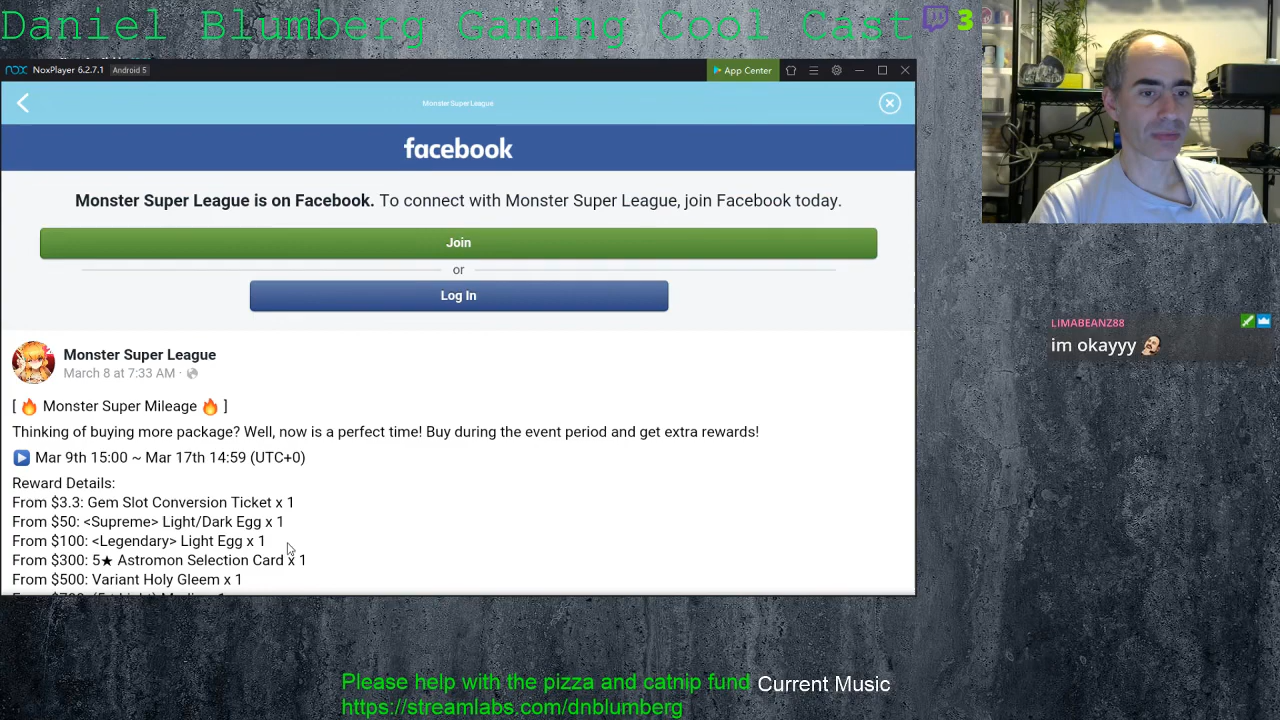 Daniel Blumberg Gaming Cool Cast
3
nox NoxPlayer 6.2.7.1 Android 5
App Center
Monster Super League
facebook
Monster Super League is on Facebook. To connect with Monster Super League, join Facebook today.
Join
or
Log In
Monster Super League
March 8 at 7:33 AM ·
[ 🔥 Monster Super Mileage 🔥 ]
Thinking of buying more package? Well, now is a perfect time! Buy during the event period and get extra rewards!
▶ Mar 9th 15:00 ~ Mar 17th 14:59 (UTC+0)
Reward Details:
From $3.3: Gem Slot Conversion Ticket x 1
From $50: <Supreme> Light/Dark Egg x 1
From $100: <Legendary> Light Egg x 1
From $300: 5★ Astromon Selection Card x 1
From $500: Variant Holy Gleem x 1
LIMABEANZ88
im okayyy
Please help with the pizza and catnip fund
https://streamlabs.com/dnblumberg
Current Music